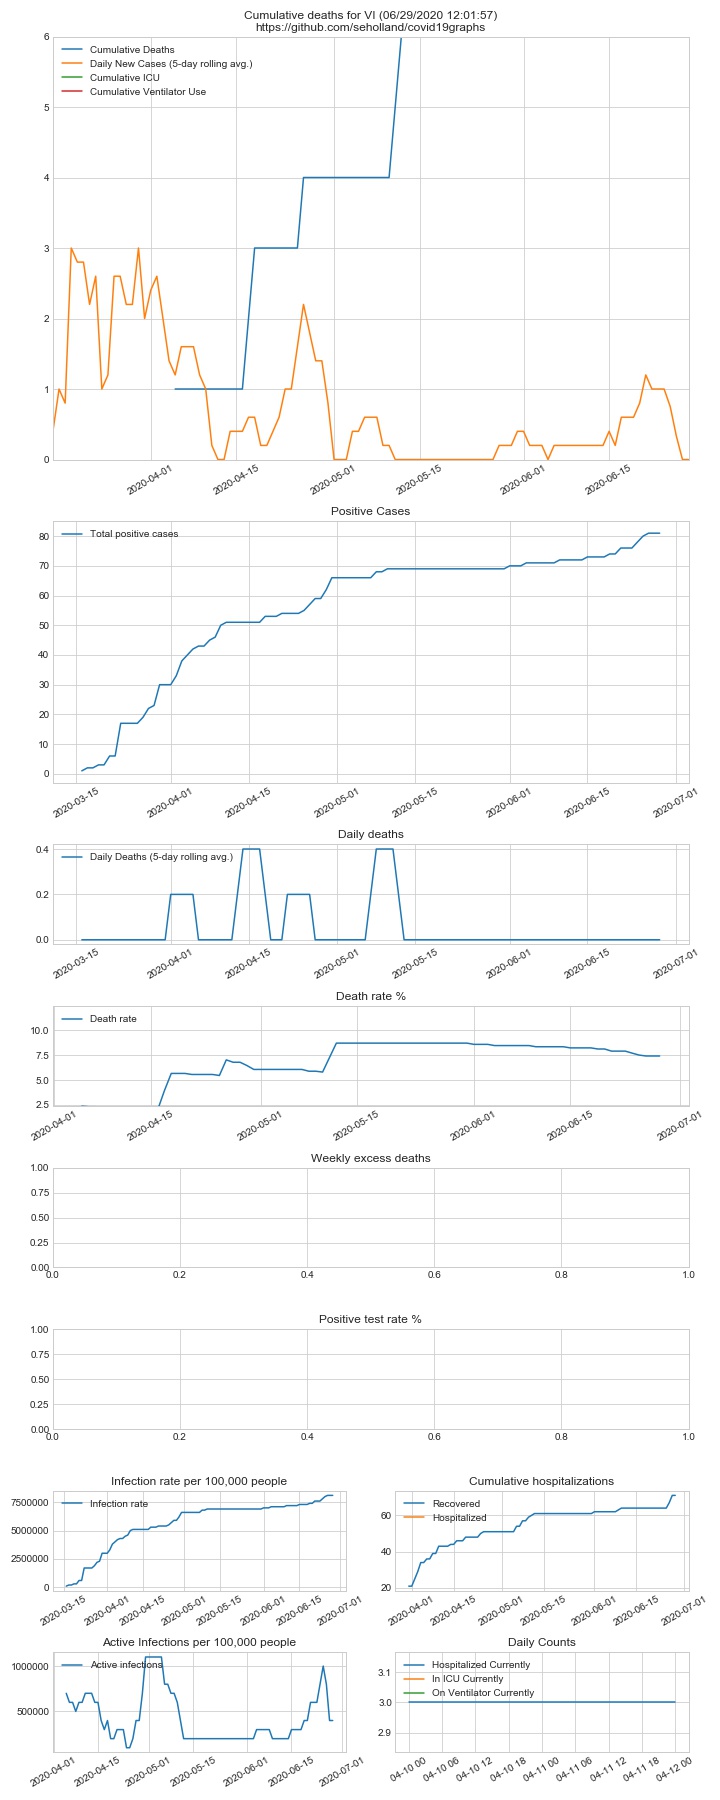 Cumulative deaths for VI (06/29/2020 12:01:57)
https://github.com/seholland/covid19graphs
Cumulative Deaths
Daily New Cases (5-day rolling avg.)
Cumulative ICU
Cumulative Ventilator Use
6
5
4
3
2
1
0
2020-04-01 2020-04-15 2020-05-01 2020-05-15 2020-06-01 2020-06-15
Positive Cases
Total positive cases
80
70
60
50
40
30
20
10
0
2020-03-15 2020-04-01 2020-04-15 2020-05-01 2020-05-15 2020-06-01 2020-06-15 2020-07-01
Daily deaths
Daily Deaths (5-day rolling avg.)
0.4
0.2
0.0
2020-03-15 2020-04-01 2020-04-15 2020-05-01 2020-05-15 2020-06-01 2020-06-15 2020-07-01
Death rate %
Death rate
10.0
7.5
5.0
2.5
2020-04-01 2020-04-15 2020-05-01 2020-05-15 2020-06-01 2020-06-15 2020-07-01
Weekly excess deaths
1.00
0.75
0.50
0.25
0.00
0.0 0.2 0.4 0.6 0.8 1.0
Positive test rate %
1.00
0.75
0.50
0.25
0.00
0.0 0.2 0.4 0.6 0.8 1.0
Infection rate per 100,000 people
Infection rate
7500000
5000000
2500000
0
2020-03-15 2020-04-01 2020-04-15 2020-05-01 2020-05-15 2020-06-01 2020-06-15 2020-07-01
Cumulative hospitalizations
Recovered
Hospitalized
60
40
20
2020-04-01 2020-04-15 2020-05-01 2020-05-15 2020-06-01 2020-06-15 2020-07-01
Active Infections per 100,000 people
Active infections
1000000
500000
2020-04-01 2020-04-15 2020-05-01 2020-05-15 2020-06-01 2020-06-15 2020-07-01
Daily Counts
Hospitalized Currently
In ICU Currently
On Ventilator Currently
3.1
3.0
2.9
04-10 00 04-10 06 04-10 12 04-10 18 04-11 00 04-11 06 04-11 12 04-11 18 04-12 00